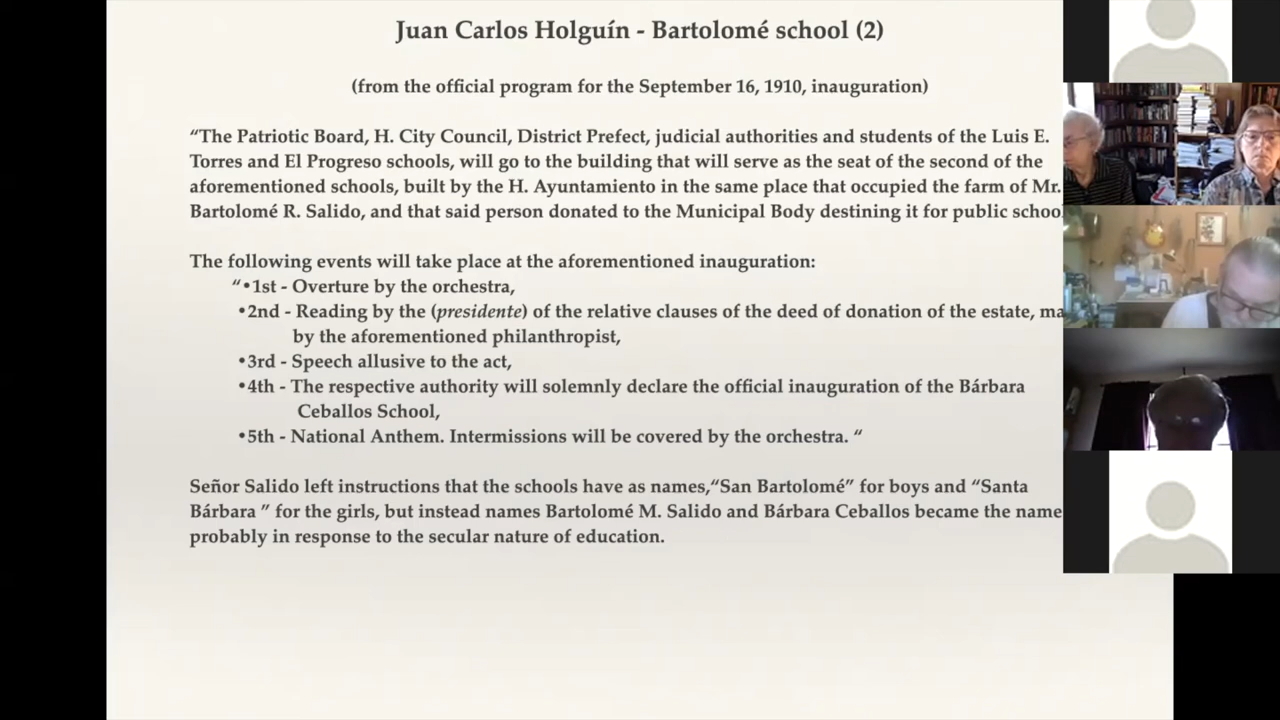 Juan Carlos Holguín - Bartolomé school (2)
(from the official program for the September 16, 1910, inauguration)
“The Patriotic Board, H. City Council, District Prefect, judicial authorities and students of the Luis E.
Torres and El Progreso schools, will go to the building that will serve as the seat of the second of the
aforementioned schools, built by the H. Ayuntamiento in the same place that occupied the farm of Mr.
Bartolomé R. Salido, and that said person donated to the Municipal Body destining it for public
The following events will take place at the aforementioned inauguration:
“•1st - Overture by the orchestra,
•2nd - Reading by the (presidente) of the relative clauses of the deed of donation of the estate,
by the aforementioned philanthropist,
•3rd - Speech allusive to the act,
•4th - The respective authority will solemnly declare the official inauguration of the Bárbara
Ceballos School,
•5th - National Anthem. Intermissions will be covered by the orchestra. “
Señor Salido left instructions that the schools have as names,“San Bartolomé” for boys and “Santa
Bárbara ” for the girls, but instead names Bartolomé M. Salido and Bárbara Ceballos became the name
probably in response to the secular nature of education.